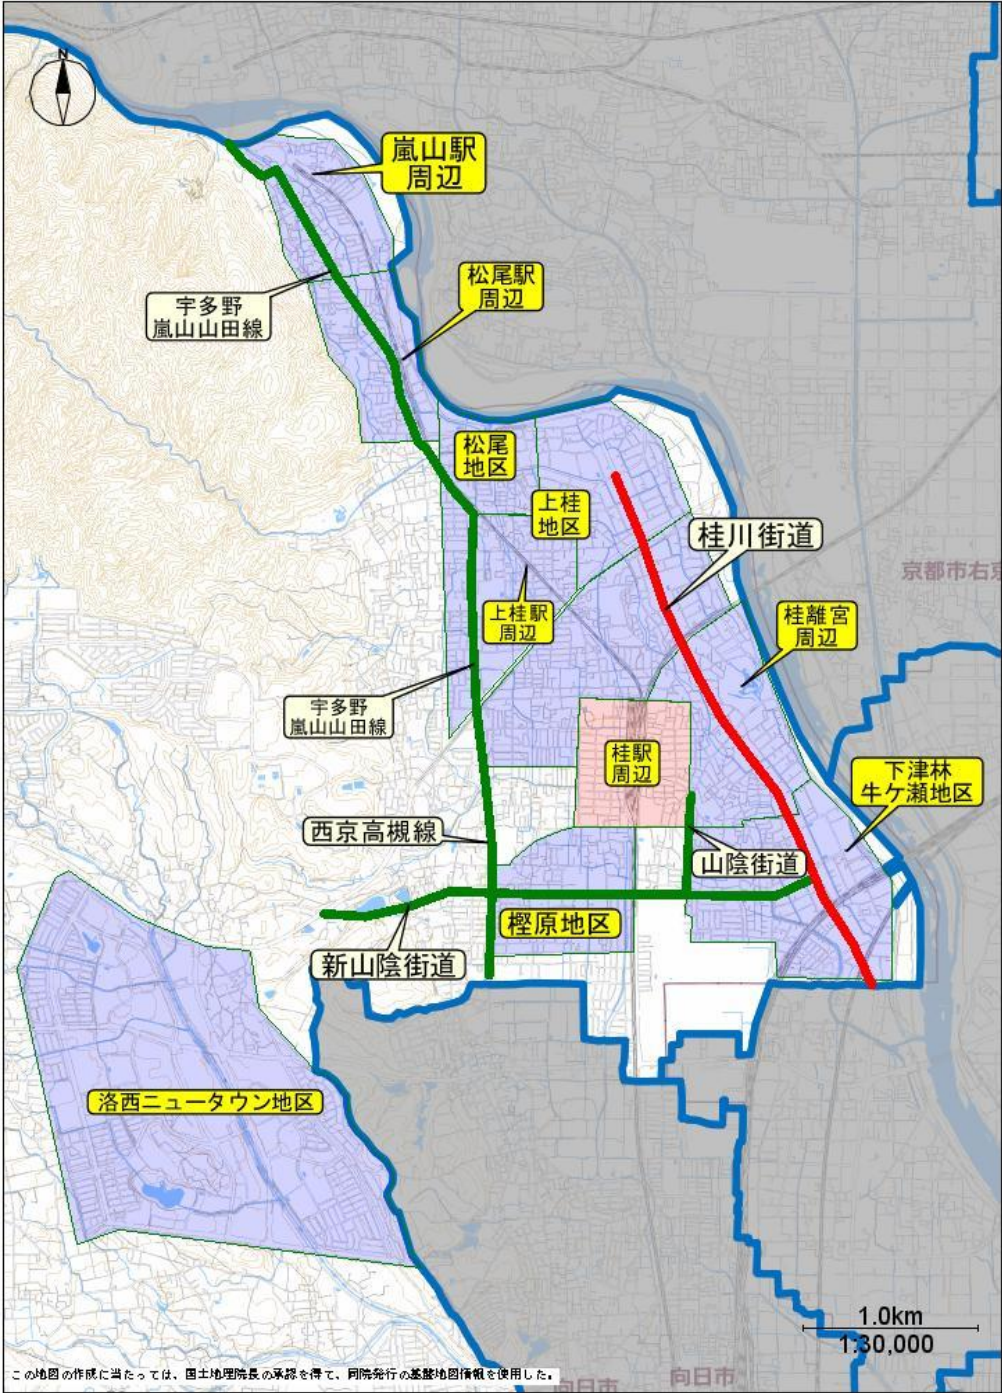 N
嵐山駅
周辺
松尾駅
周辺
宇多野
嵐山山田線
松尾
地区
上桂
地区
桂川街道
京都市右京
上桂駅
周辺
桂離宮
周辺
宇多野
嵐山山田線
桂駅
周辺
下津林
牛ケ瀬地区
西京高槻線
山陰街道
樫原地区
新山陰街道
洛西ニュータウン地区
1.0km
1:30,000
この地図の作成に当たっては、国土地理院長の承認を得て、同院発行の基盤地図情報を使用した。
向日市
向日市